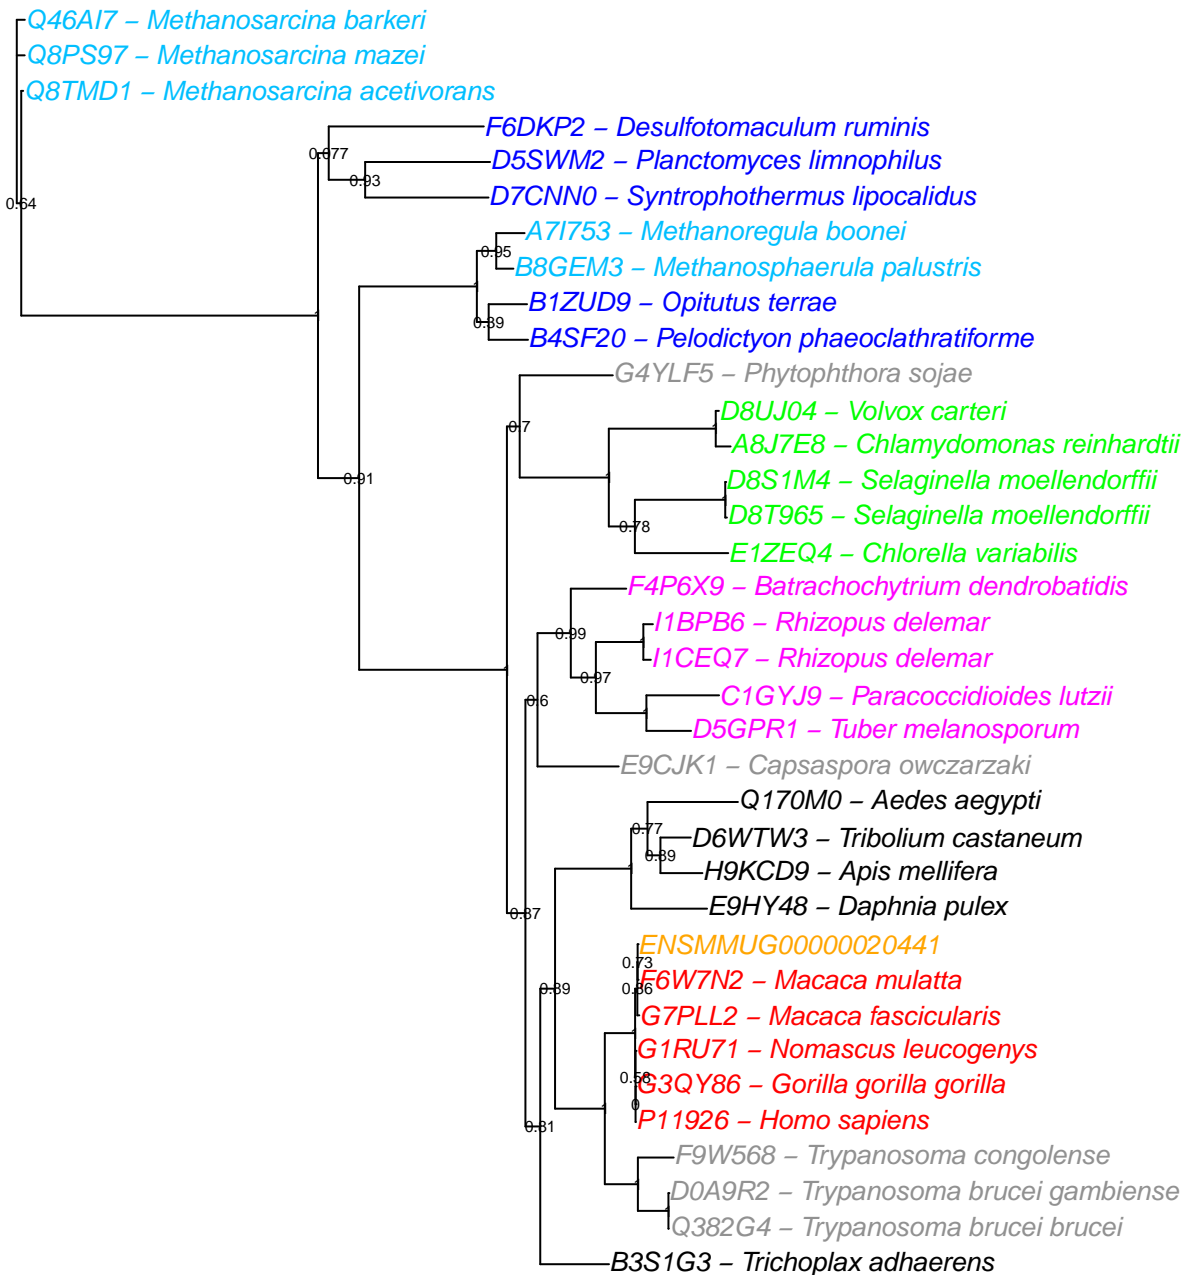 Q46AI7 – Methanosarcina barkeri
Q8PS97 – Methanosarcina mazei
Q8TMD1 – Methanosarcina acetivorans
F6DKP2 – Desulfotomaculum ruminis
0.077
D5SWM2 – Planctomyces limnophilus
0.93
D7CNN0 – Syntrophothermus lipocalidus
0.64
A7I753 – Methanoregula boonei
0.95
B8GEM3 – Methanosphaerula palustris
B1ZUD9 – Opitutus terrae
0.89
B4SF20 – Pelodictyon phaeoclathratiforme
G4YLF5 – Phytophthora sojae
D8UJ04 – Volvox carteri
0.7
A8J7E8 – Chlamydomonas reinhardtii
0.91
D8S1M4 – Selaginella moellendorffii
D8T965 – Selaginella moellendorffii
0.78
E1ZEQ4 – Chlorella variabilis
F4P6X9 – Batrachochytrium dendrobatidis
I1BPB6 – Rhizopus delemar
0.99
I1CEQ7 – Rhizopus delemar
0.97
C1GYJ9 – Paracoccidioides lutzii
0.6
D5GPR1 – Tuber melanosporum
E9CJK1 – Capsaspora owczarzaki
Q170M0 – Aedes aegypti
0.77
D6WTW3 – Tribolium castaneum
0.89
H9KCD9 – Apis mellifera
E9HY48 – Daphnia pulex
0.87
ENSMMUG00000020441
0.73
F6W7N2 – Macaca mulatta
0.89
0.86
G7PLL2 – Macaca fascicularis
G1RU71 – Nomascus leucogenys
0.58
G3QY86 – Gorilla gorilla gorilla
0
P11926 – Homo sapiens
0.81
F9W568 – Trypanosoma congolense
D0A9R2 – Trypanosoma brucei gambiense
Q382G4 – Trypanosoma brucei brucei
B3S1G3 – Trichoplax adhaerens